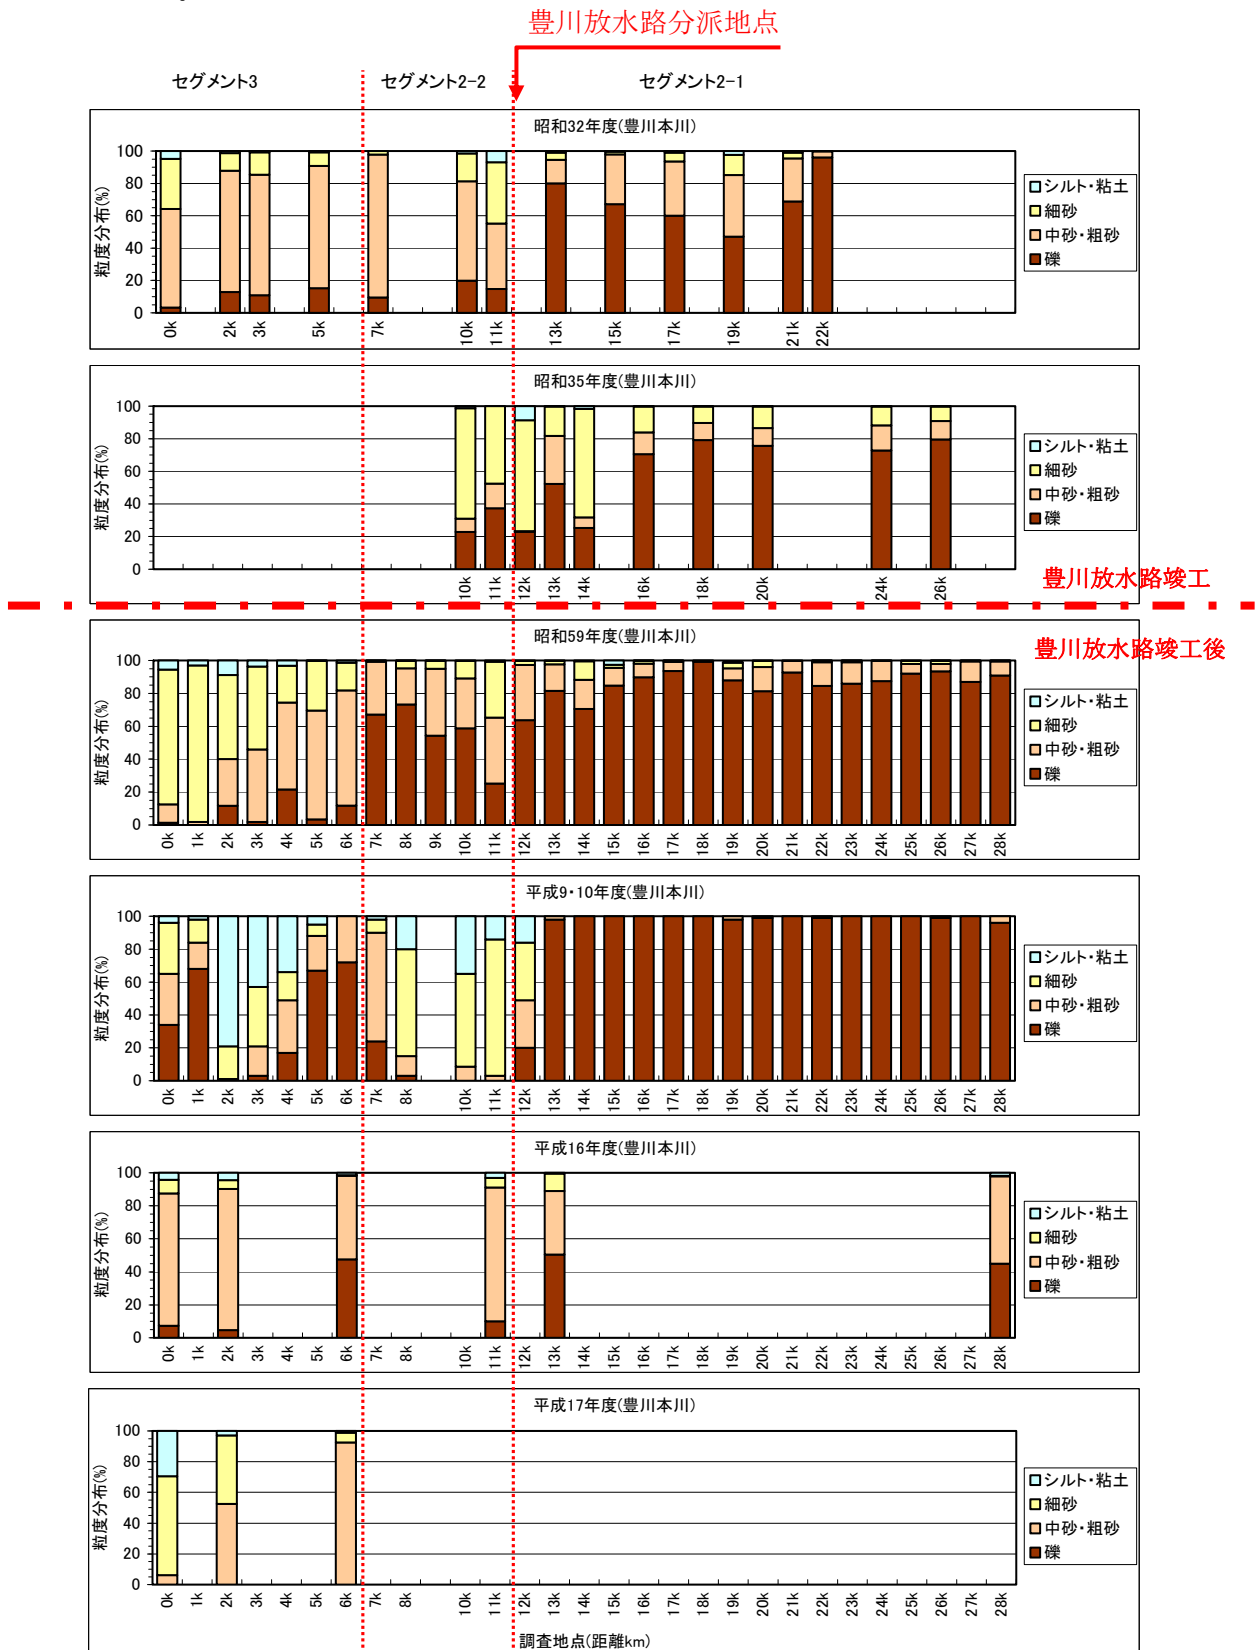 豊川放水路分派地点
セグメント3 セグメント2-2 セグメント2-1
昭和32年度(豊川本川)
粒度分布(%)
100
80
60
40
20
0
0k 2k 3k 5k 7k 10k 11k 13k 15k 17k 19k 21k 22k
シルト・粘土
細砂
中砂・粗砂
礫
昭和35年度(豊川本川)
粒度分布(%)
100
80
60
40
20
0
10k 11k 12k 13k 14k 16k 18k 20k 24k 26k
シルト・粘土
細砂
中砂・粗砂
礫
豊川放水路竣工
豊川放水路竣工後
昭和59年度(豊川本川)
粒度分布(%)
100
80
60
40
20
0
0k 1k 2k 3k 4k 5k 6k 7k 8k 9k 10k 11k 12k 13k 14k 15k 16k 17k 18k 19k 20k 21k 22k 23k 24k 25k 26k 27k 28k
シルト・粘土
細砂
中砂・粗砂
礫
平成9・10年度(豊川本川)
粒度分布(%)
100
80
60
40
20
0
0k 1k 2k 3k 4k 5k 6k 7k 8k 10k 11k 12k 13k 14k 15k 16k 17k 18k 19k 20k 21k 22k 23k 24k 25k 26k 27k 28k
シルト・粘土
細砂
中砂・粗砂
礫
平成16年度(豊川本川)
粒度分布(%)
100
80
60
40
20
0
0k 1k 2k 3k 4k 5k 6k 7k 8k 10k 11k 12k 13k 14k 15k 16k 17k 18k 19k 20k 21k 22k 23k 24k 25k 26k 27k 28k
シルト・粘土
細砂
中砂・粗砂
礫
平成17年度(豊川本川)
粒度分布(%)
100
80
60
40
20
0
0k 1k 2k 3k 4k 5k 6k 7k 8k 10k 11k 12k 13k 14k 15k 16k 17k 18k 19k 20k 21k 22k 23k 24k 25k 26k 27k 28k
シルト・粘土
細砂
中砂・粗砂
礫
調査地点(距離km)